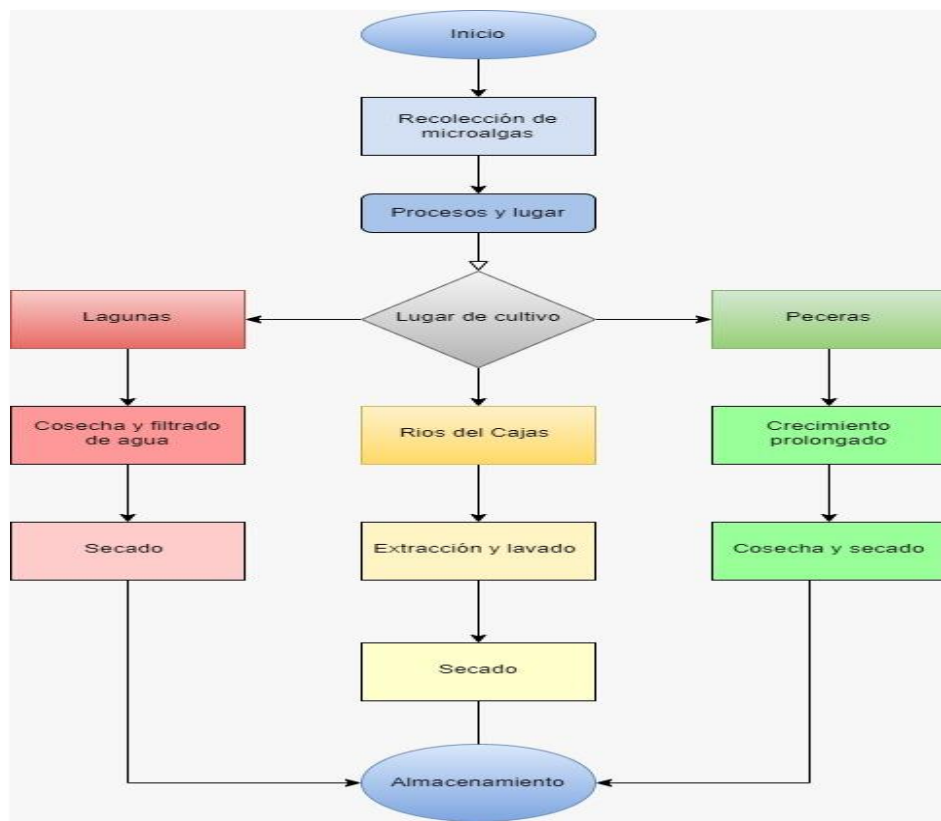 Inicio
Recolección de
microalgas
Procesos y lugar
Lagunas
Lugar de cultivo
Peceras
Cosecha y filtrado
de agua
Rios del Cajas
Crecimiento
prolongado
Secado
Extracción y lavado
Cosecha y secado
Secado
Almacenamiento